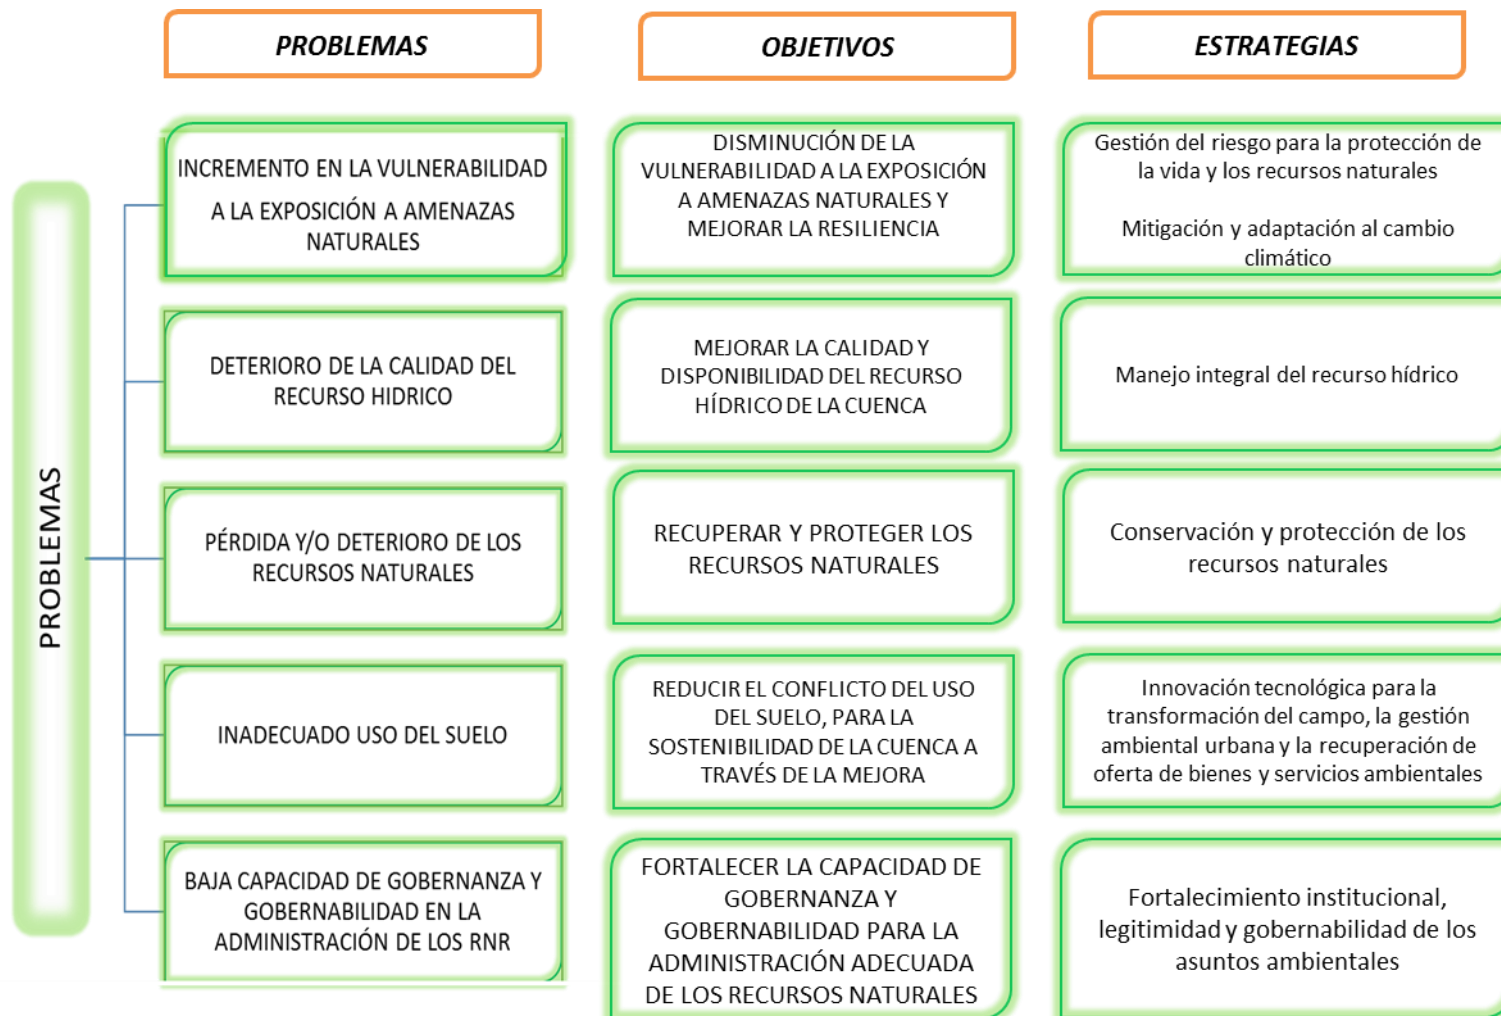 PROBLEMAS
OBJETIVOS
ESTRATEGIAS
PROBLEMAS
INCREMENTO EN LA VULNERABILIDAD
A LA EXPOSICIÓN A AMENAZAS
NATURALES
DISMINUCIÓN DE LA
VULNERABILIDAD A LA EXPOSICIÓN
A AMENAZAS NATURALES Y
MEJORAR LA RESILIENCIA
Gestión del riesgo para la protección de
la vida y los recursos naturales
Mitigación y adaptación al cambio
climático
DETERIORO DE LA CALIDAD DEL
RECURSO HIDRICO
MEJORAR LA CALIDAD Y
DISPONIBILIDAD DEL RECURSO
HÍDRICO DE LA CUENCA
Manejo integral del recurso hídrico
PÉRDIDA Y/O DETERIORO DE LOS
RECURSOS NATURALES
RECUPERAR Y PROTEGER LOS
RECURSOS NATURALES
Conservación y protección de los
recursos naturales
INADECUADO USO DEL SUELO
REDUCIR EL CONFLICTO DEL USO
DEL SUELO, PARA LA
SOSTENIBILIDAD DE LA CUENCA A
TRAVÉS DE LA MEJORA
Innovación tecnológica para la
transformación del campo, la gestión
ambiental urbana y la recuperación de
oferta de bienes y servicios ambientales
BAJA CAPACIDAD DE GOBERNANZA Y
GOBERNABILIDAD EN LA
ADMINISTRACIÓN DE LOS RNR
FORTALECER LA CAPACIDAD DE
GOBERNANZA Y
GOBERNABILIDAD PARA LA
ADMINISTRACIÓN ADECUADA
DE LOS RECURSOS NATURALES
Fortalecimiento institucional,
legitimidad y gobernabilidad de los
asuntos ambientales